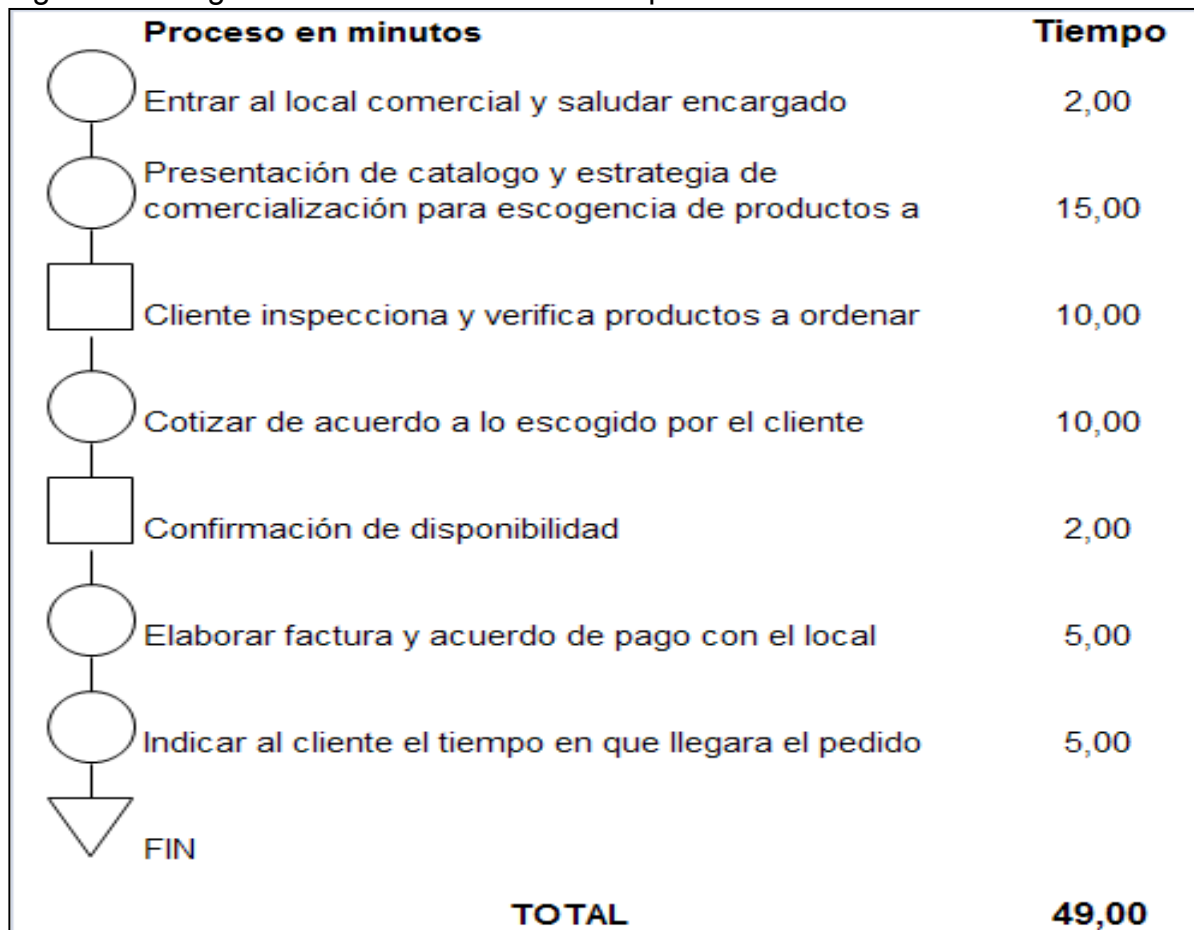 Proceso en minutos Tiempo
Entrar al local comercial y saludar encargado 2,00
Presentación de catalogo y estrategia de
comercialización para escogencia de productos a 15,00
Cliente inspecciona y verifica productos a ordenar 10,00
Cotizar de acuerdo a lo escogido por el cliente 10,00
Confirmación de disponibilidad 2,00
Elaborar factura y acuerdo de pago con el local 5,00
Indicar al cliente el tiempo en que llegara el pedido 5,00
FIN
TOTAL 49,00